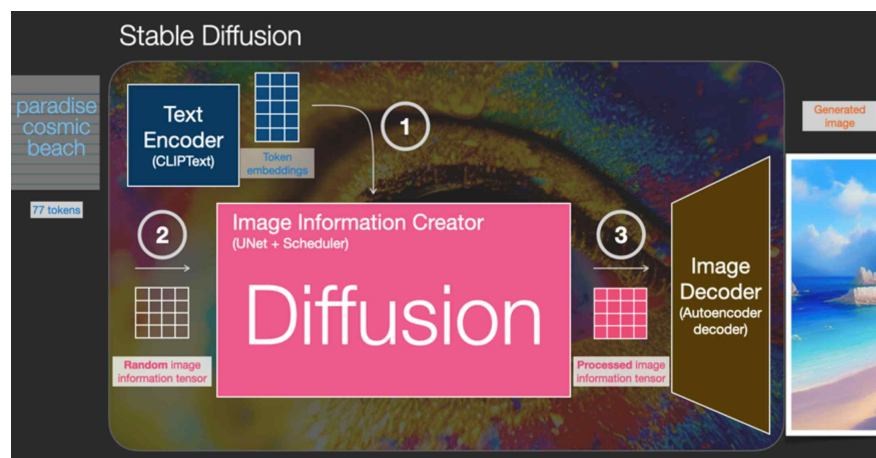 Stable Diffusion
paradise
cosmic
beach
77 tokens
Text
Encoder
(CLIPText)
Token
embeddings
1
2
Random image
information tensor
Image Information Creator
(UNet + Scheduler)
Diffusion
3
Processed image
information tensor
Image
Decoder
(Autoencoder
decoder)
Generated
image